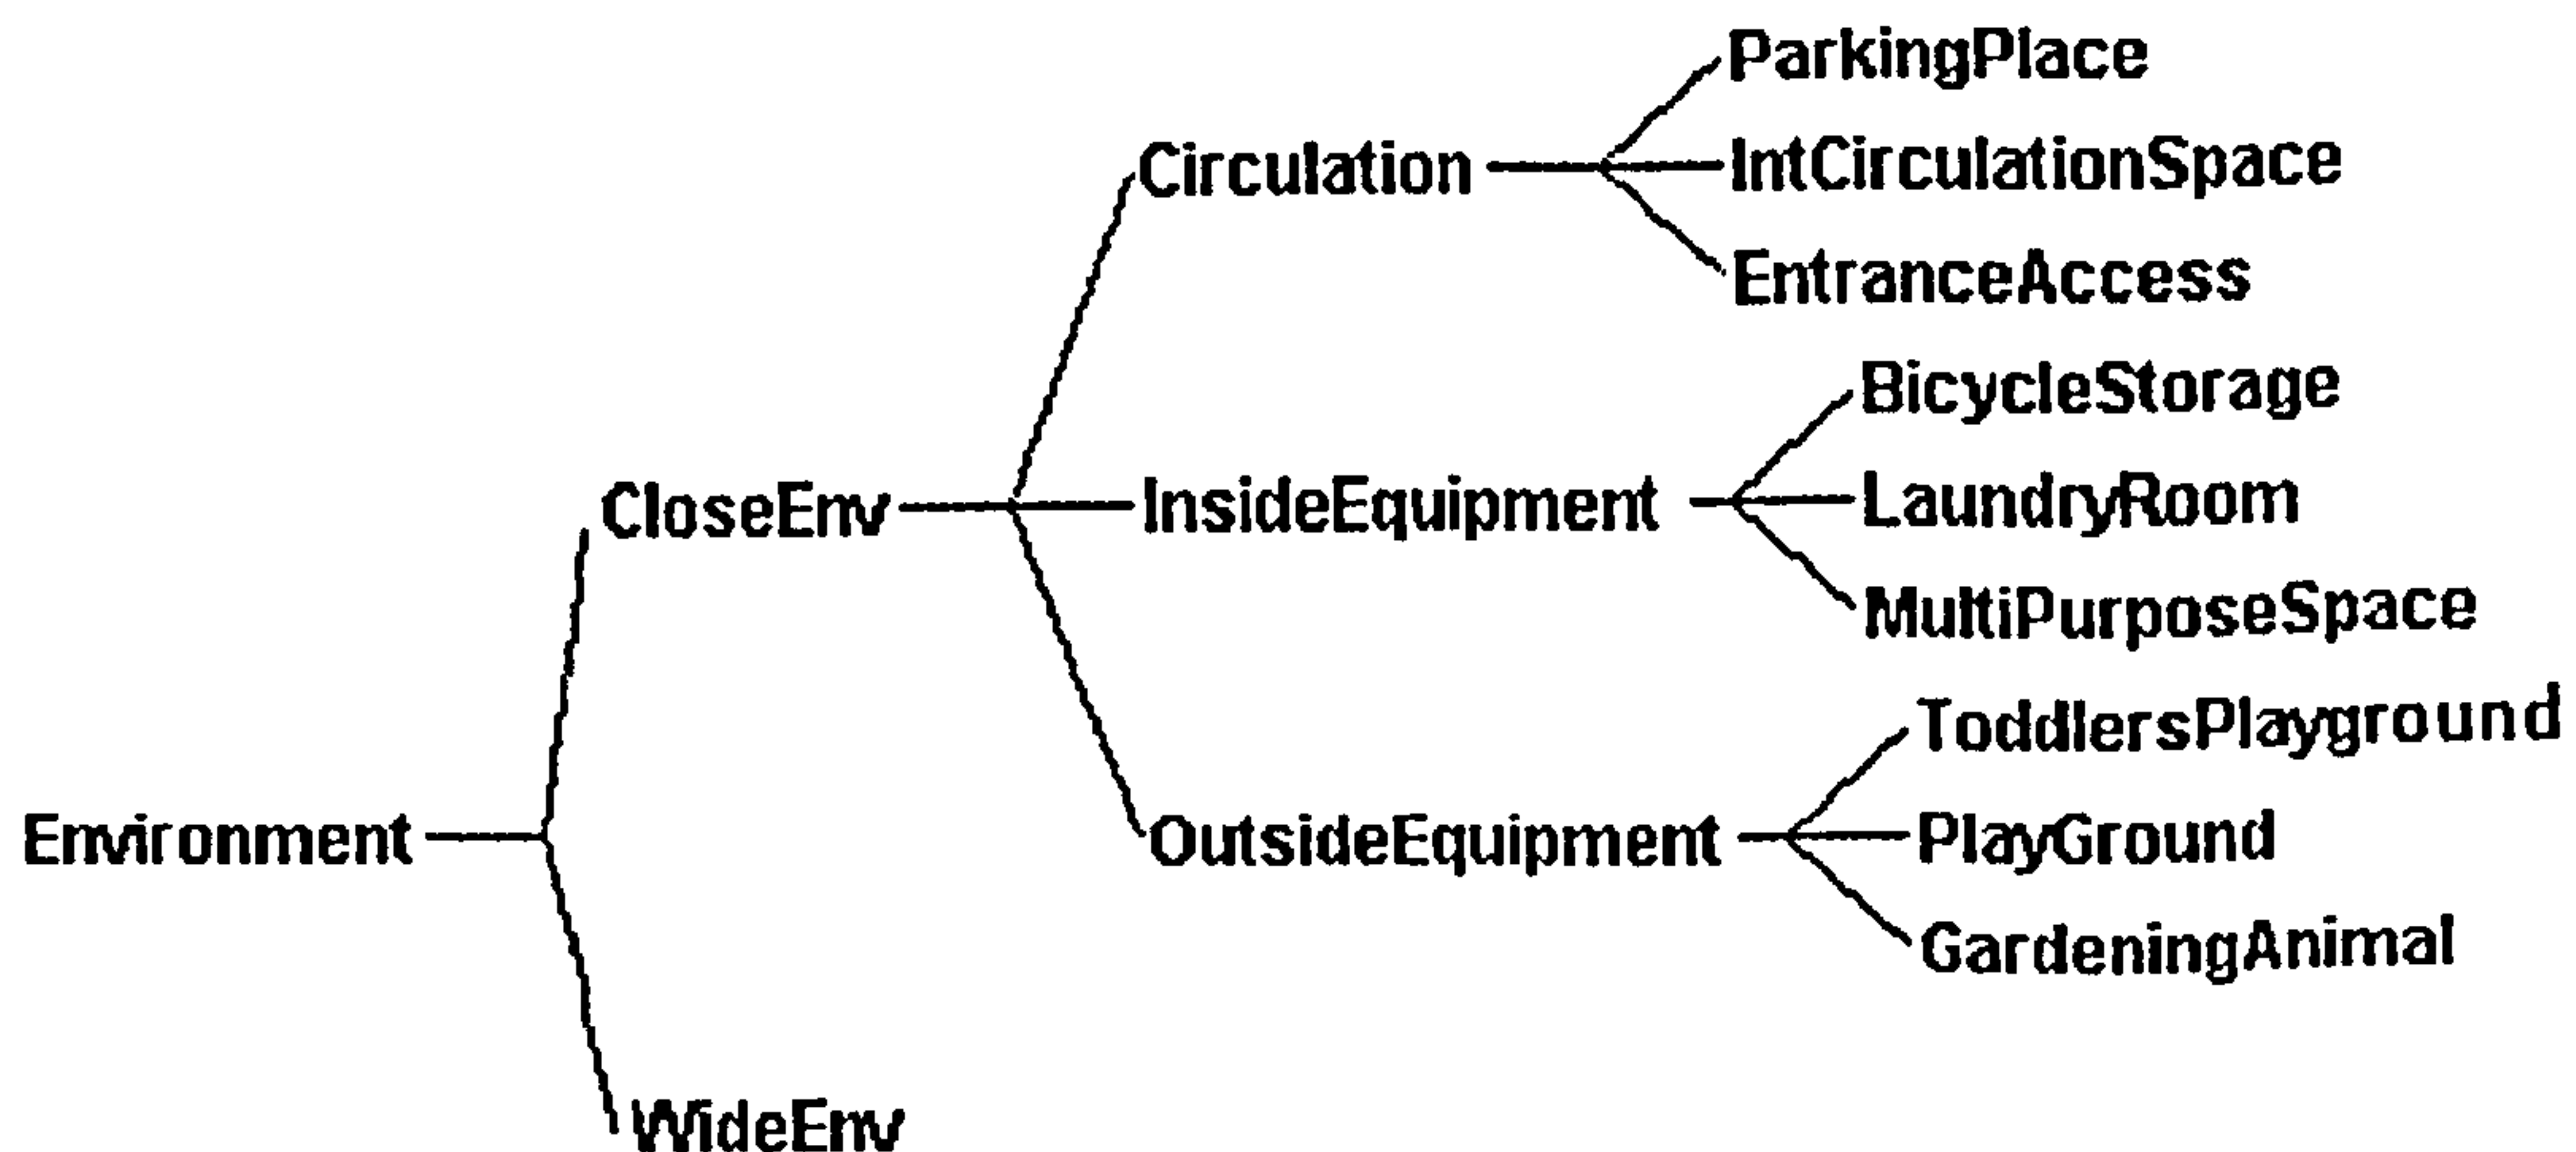 ParkingPlace
Circulation
IntCirculationSpace
EntranceAccess
BicycleStorage
CloseEnv
InsideEquipment
LaundryRoom
MultiPurposeSpace
ToddlersPlayground
Environment
OutsideEquipment
PlayGround
GardeningAnimal
WideEnv